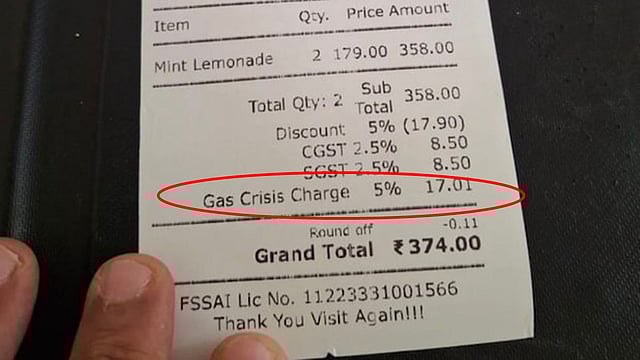 Item Qty. Price Amount
Mint Lemonade 2 179.00 358.00
Total Qty: 2 Sub Total 358.00
Discount 5% (17.90)
CGST 2.5% 8.50
SGST 2.5% 8.50
Gas Crisis Charge 5% 17.01
Round off -0.11
Grand Total ₹374.00
FSSAI Lic No. 11223331001566
Thank You Visit Again!!!